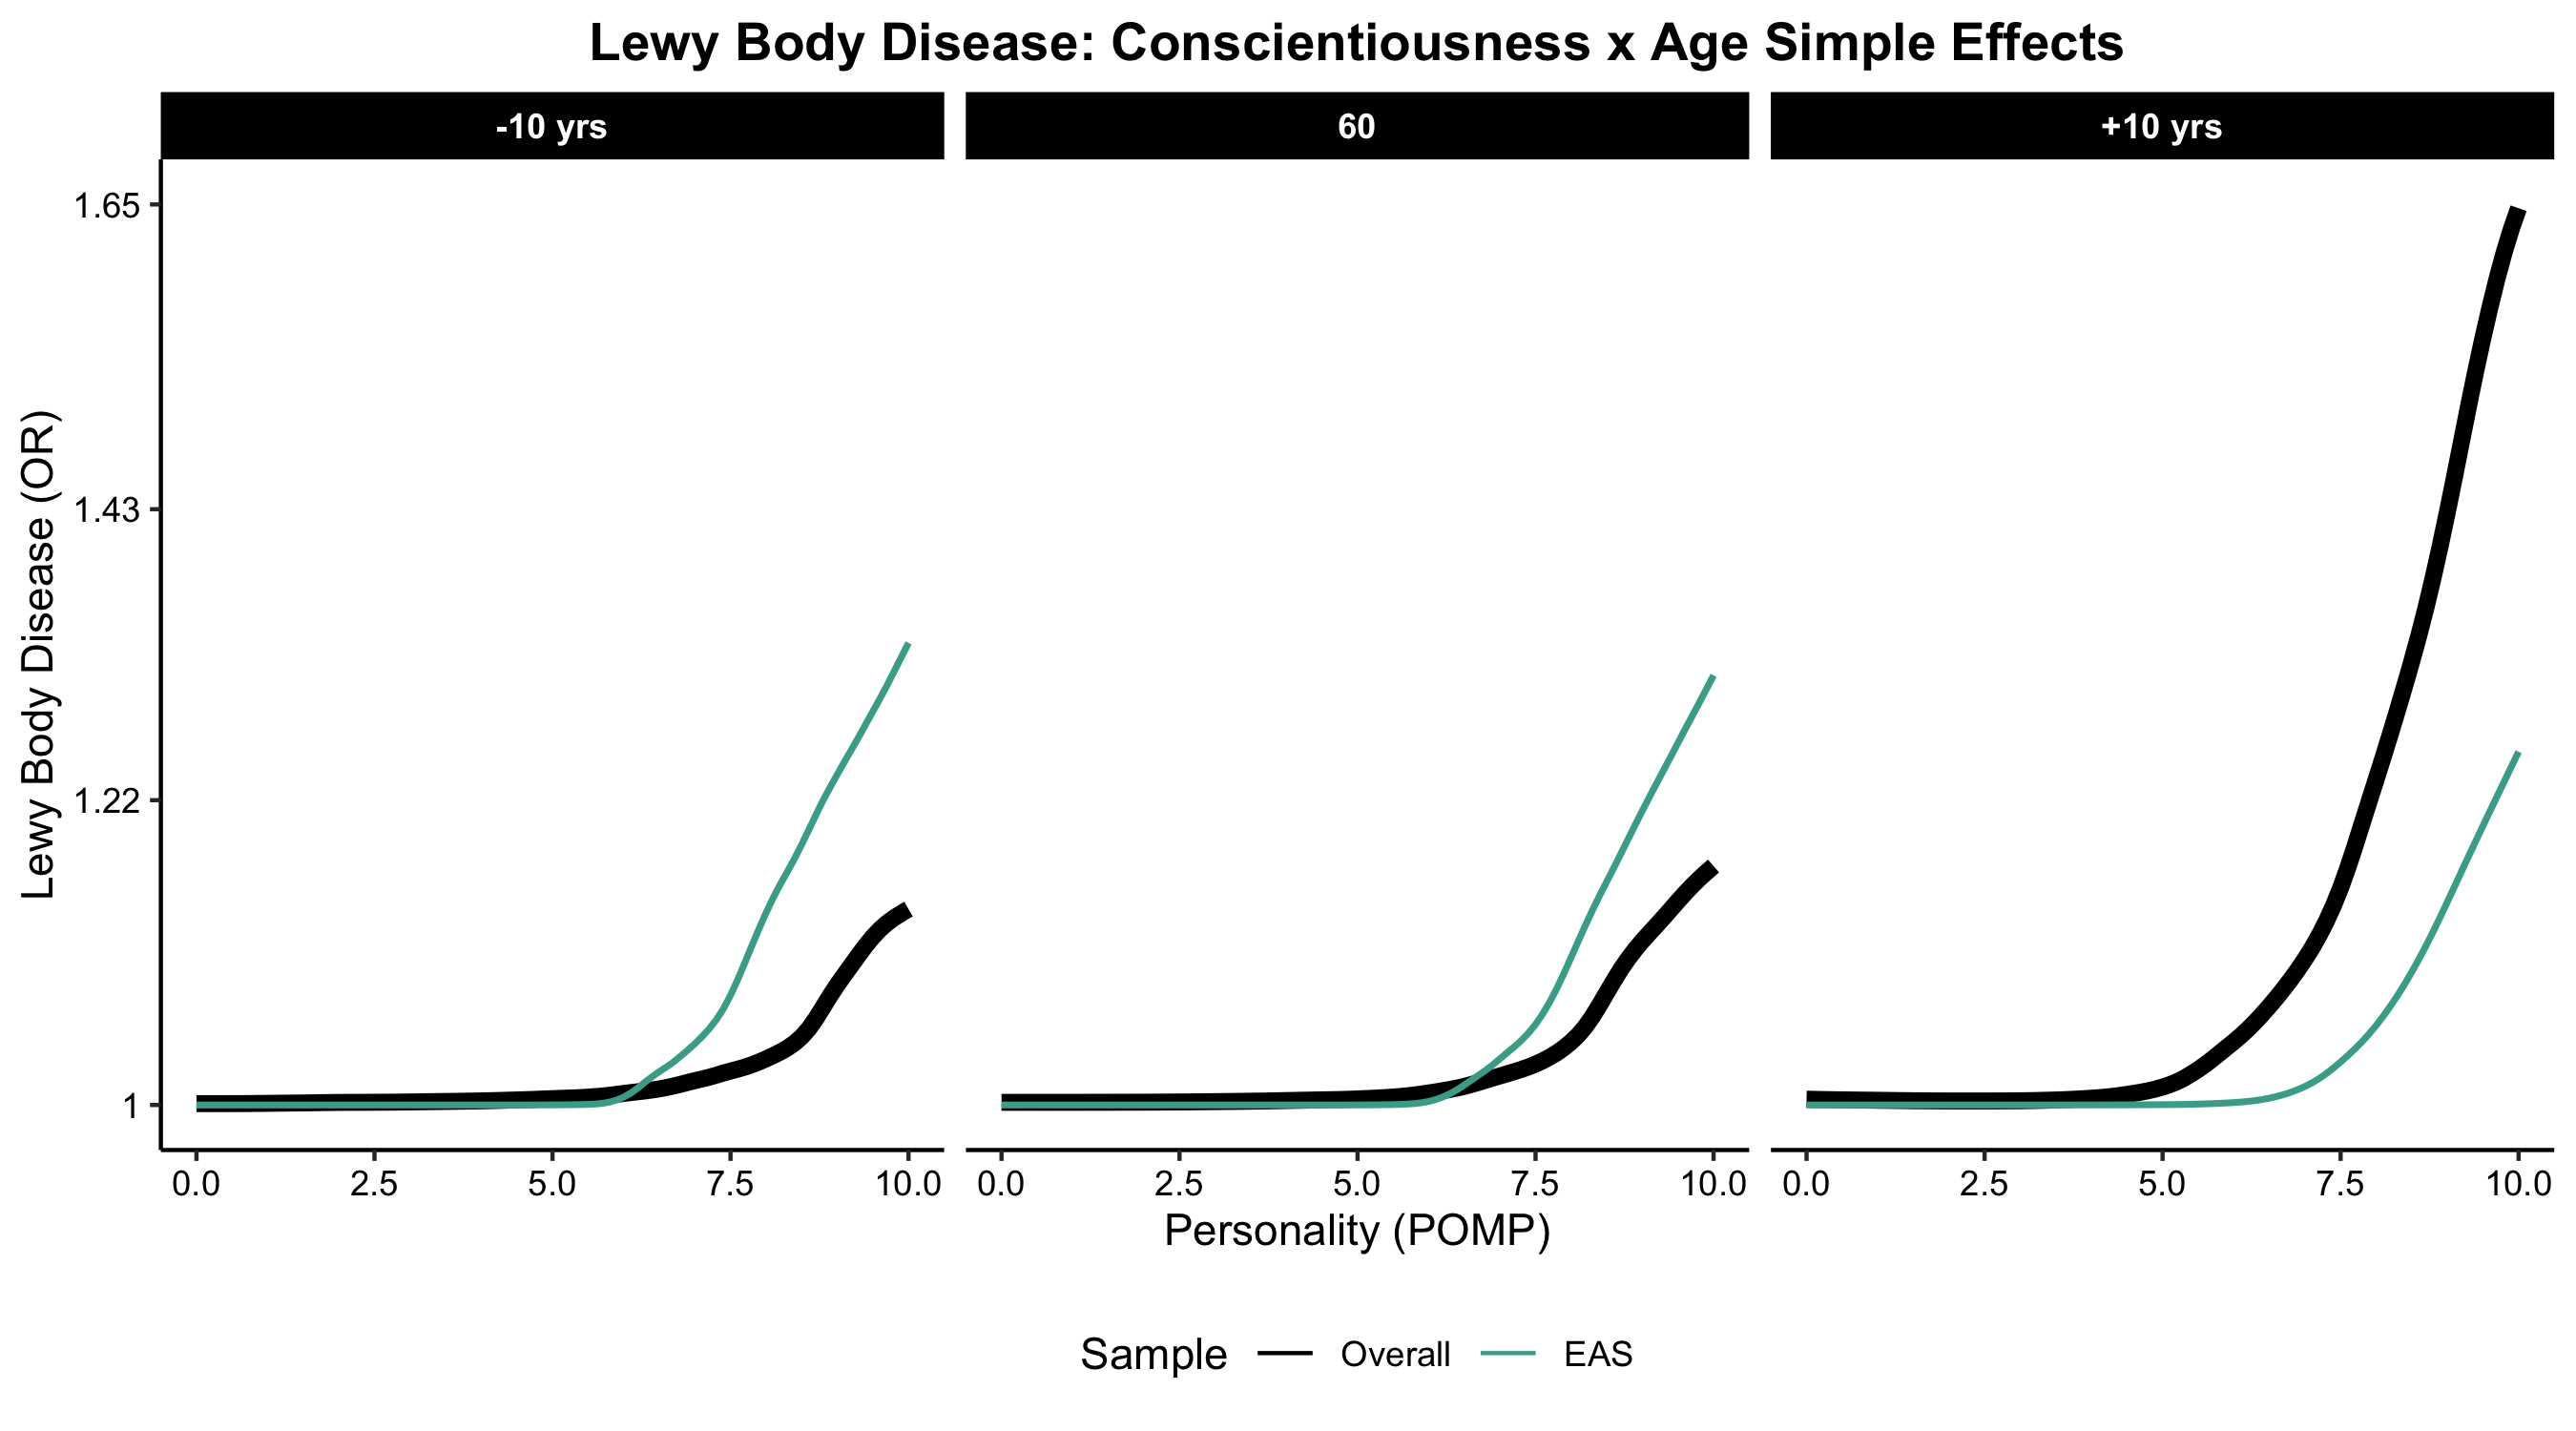 Lewy Body Disease: Conscientiousness x Age Simple Effects
-10 yrs 60 +10 yrs
Lewy Body Disease (OR)
1.65
1.43
1.22
1
0.0 2.5 5.0 7.5 10.0 0.0 2.5 5.0 7.5 10.0 0.0 2.5 5.0 7.5 10.0
Personality (POMP)
Sample Overall EAS